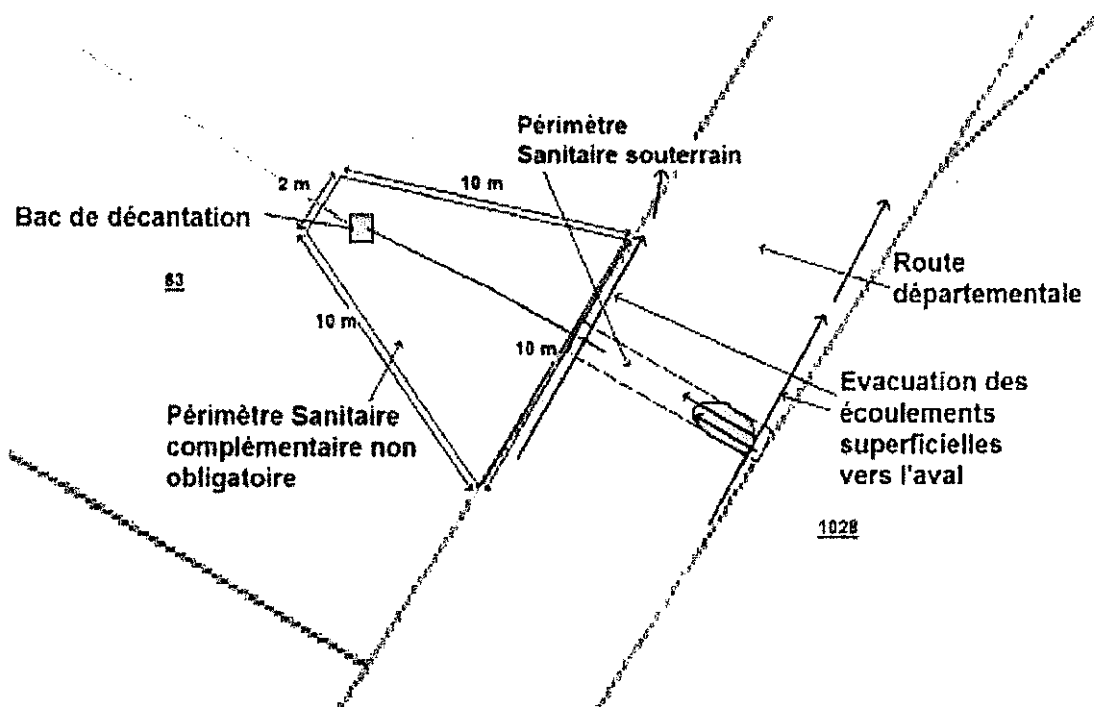 Périmètre
Sanitaire souterrain
2 m
10 m
Bac de décantation
83
Route
départementale
10 m
10 m
Périmètre Sanitaire
complémentaire non
obligatoire
Evacuation des
écoulements
superficielles
vers l'aval
1028